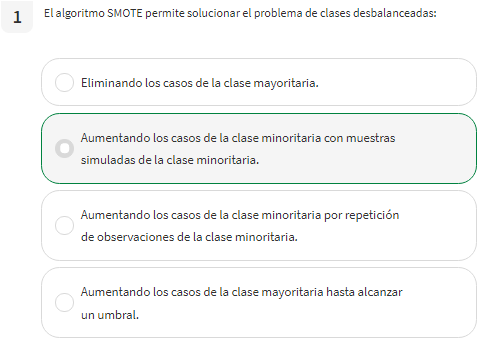 1
El algoritmo SMOTE permite solucionar el problema de clases desbalanceadas:
Eliminando los casos de la clase mayoritaria.
Aumentando los casos de la clase minoritaria con muestras
simuladas de la clase minoritaria.
Aumentando los casos de la clase minoritaria por repetición
de observaciones de la clase minoritaria.
Aumentando los casos de la clase mayoritaria hasta alcanzar
un umbral.